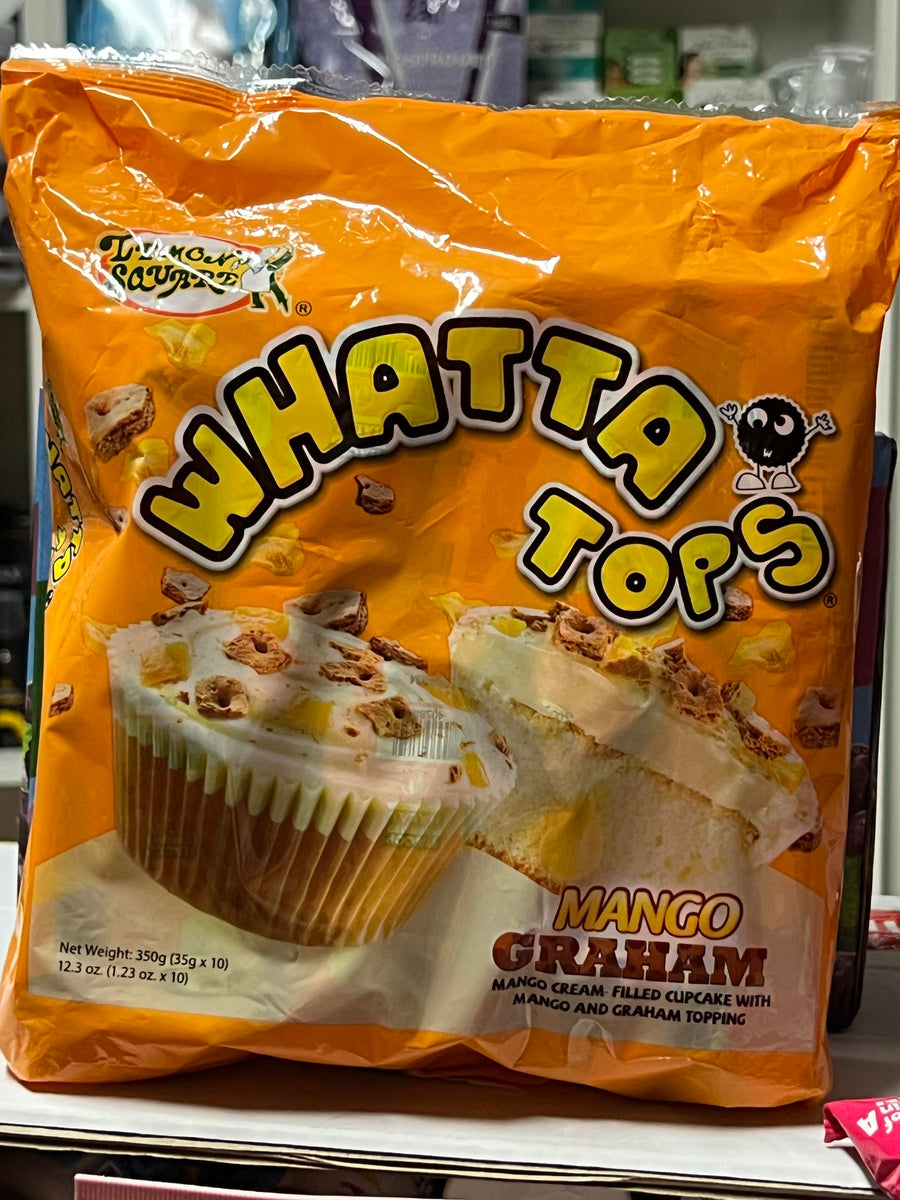 LEMON
SQUARE
®
WHATTA
TOPS
®
Net Weight: 350g (35g x 10)
12.3 oz. (1.23 oz. x 10)
MANGO
GRAHAM
MANGO CREAM- FILLED CUPCAKE WITH
MANGO AND GRAHAM TOPPING